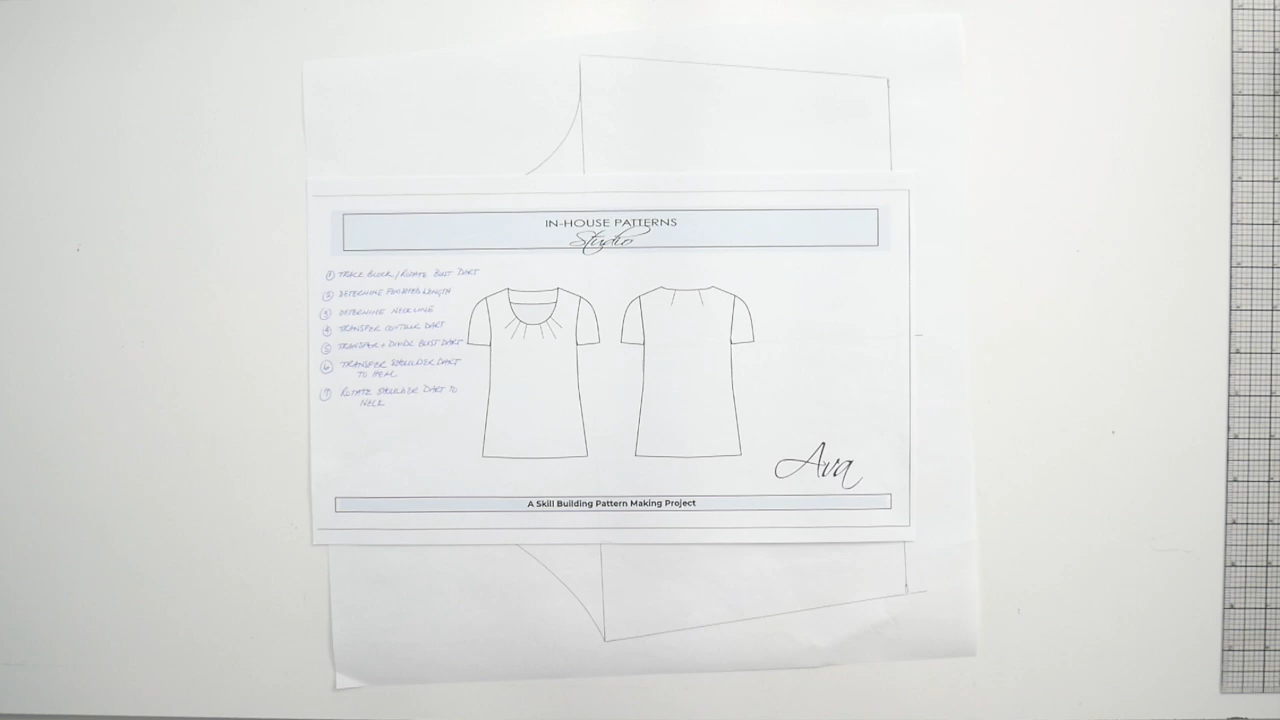 IN-HOUSE PATTERNS
Studio
① TRACE BLOCK / ROTATE BUST DART
② DETERMINE FINISHED LENGTH
③ DETERMINE NECKLINE
④ TRANSFER CONTOUR DART
⑤ TRANSFER + DIVIDE BUST DART
⑥ TRANSFER SHOULDER DART
TO HEM
⑦ ROTATE SHOULDER DART TO
NECK
Ava
A Skill Building Pattern Making Project